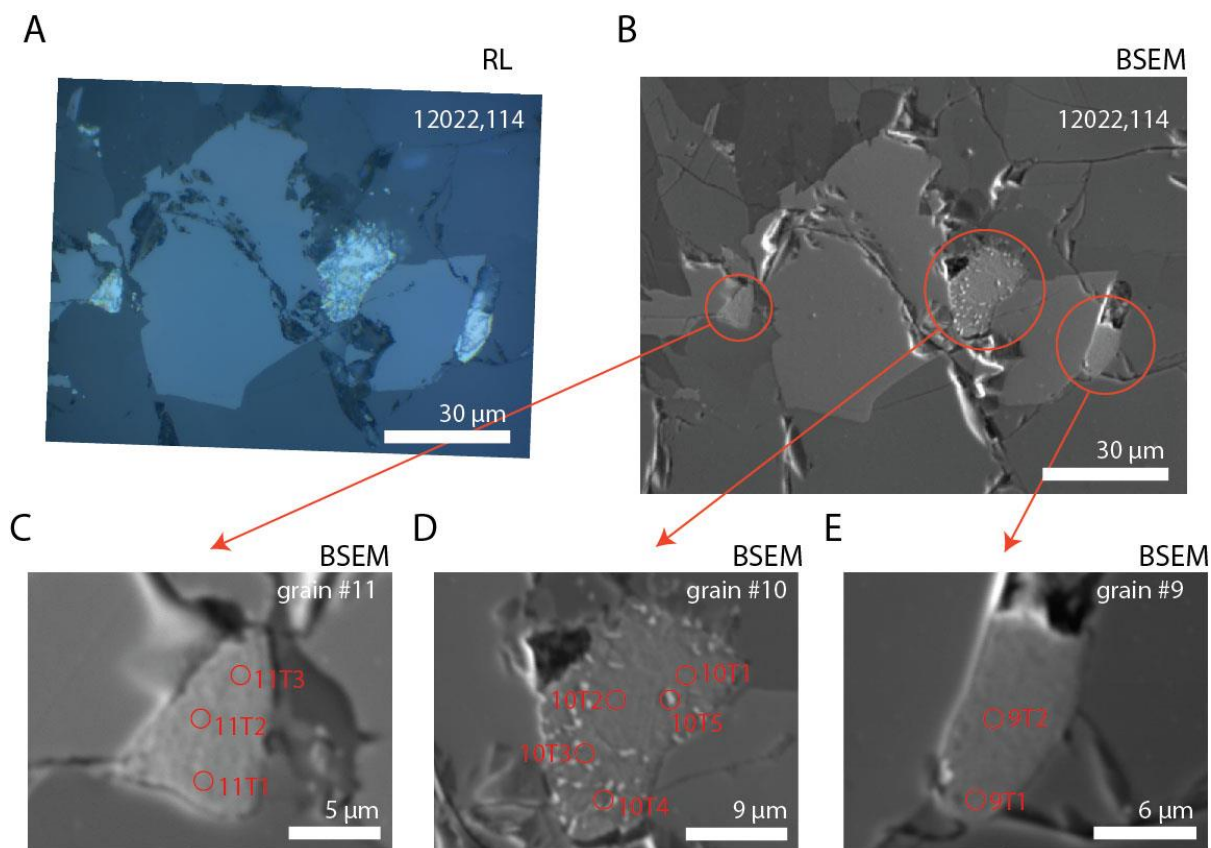 A
RL
12022,114
30 µm
B
BSEM
12022,114
30 µm
C
BSEM
grain #11
11T3
11T2
11T1
5 µm
D
BSEM
grain #10
10T1
10T2
10T5
10T3
10T4
9 µm
E
BSEM
grain #9
9T2
9T1
6 µm